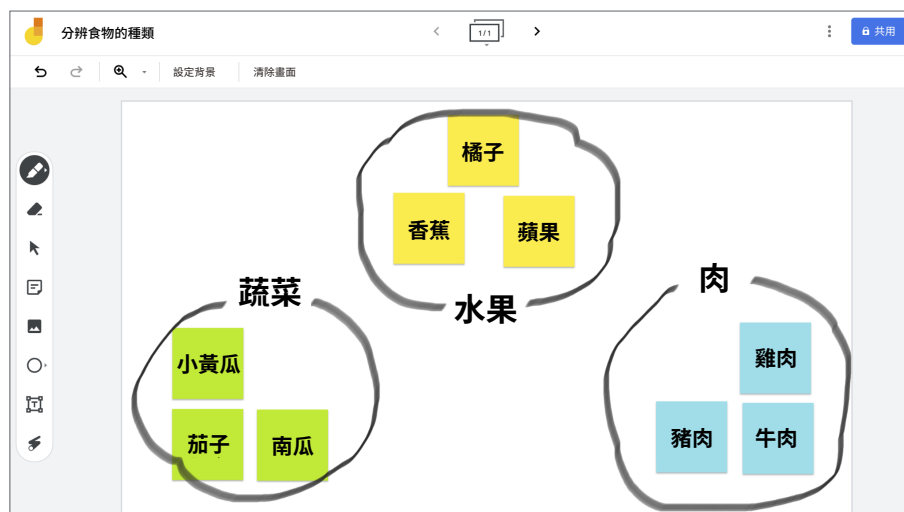 分辨食物的種類
1/1
共用
設定背景
清除畫面
橘子
香蕉
蘋果
水果
蔬菜
小黃瓜
茄子
南瓜
肉
雞肉
豬肉
牛肉